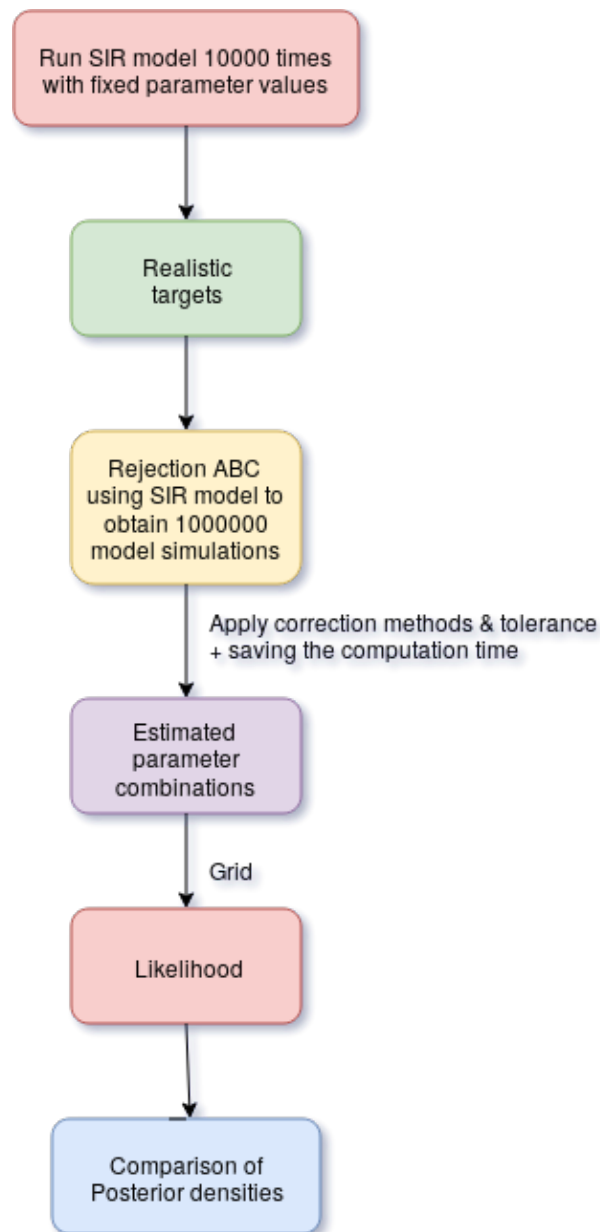 Run SIR model 10000 times
with fixed parameter values
Realistic
targets
Rejection ABC
using SIR model to
obtain 1000000
model simulations
Apply correction methods & tolerance
+ saving the computation time
Estimated
parameter
combinations
Grid
Likelihood
Comparison of
Posterior densities